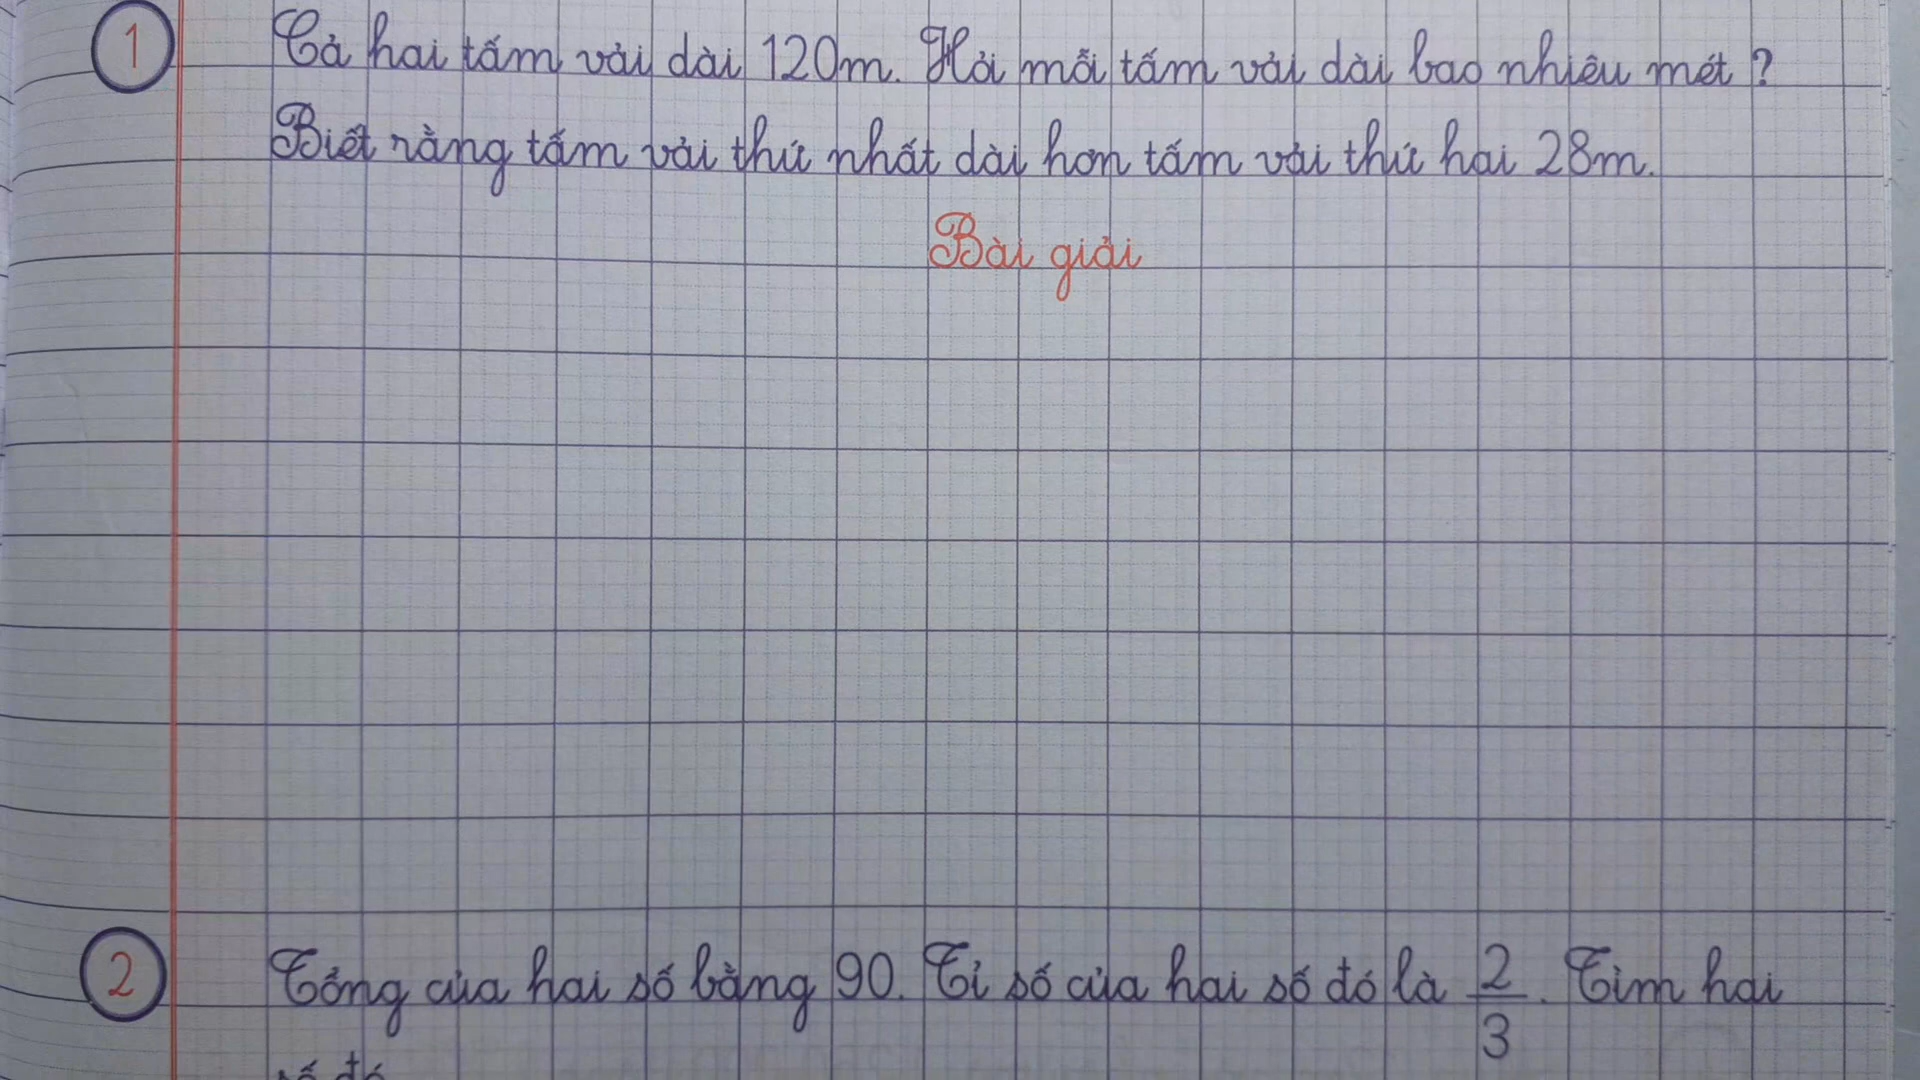 1
Cả hai tấm vải dài 120m. Hỏi mỗi tấm vải dài bao nhiêu mét ?
Biết rằng tấm vải thứ nhất dài hơn tấm vải thứ hai 28m.
Bài giải
2
Tổng của hai số bằng 90. Tỉ số của hai số đó là 2/3. Tìm hai
số đó